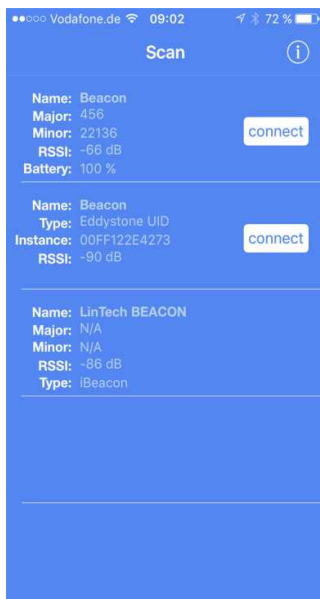 Vodafone.de 09:02 72 %
Scan
Name: Beacon
Major: 456
Minor: 22136
RSSI: -66 dB
Battery: 100 %
connect
Name: Beacon
Type: Eddystone UID
Instance: 00FF122E4273
RSSI: -90 dB
connect
Name: LinTech BEACON
Major: N/A
Minor: N/A
RSSI: -86 dB
Type: iBeacon